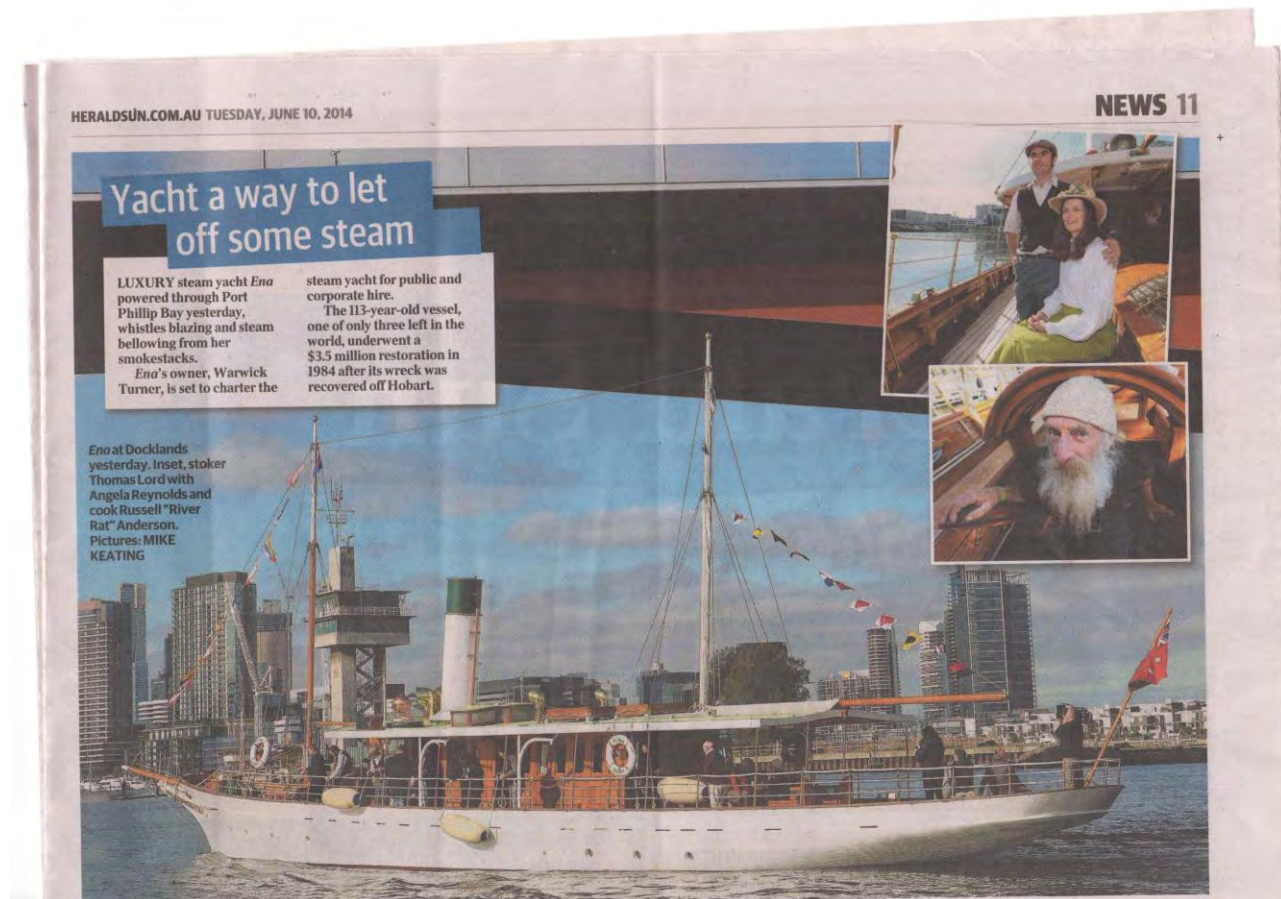 HERALDSUN.COM.AU TUESDAY, JUNE 10, 2014
NEWS 11
Yacht a way to let
off some steam
LUXURY steam yacht Ena
powered through Port
Phillip Bay yesterday,
whistles blazing and steam
bellowing from her
smokestacks.
Ena's owner, Warwick
Turner, is set to charter the
steam yacht for public and
corporate hire.
The 113-year-old vessel,
one of only three left in the
world, underwent a
$3.5 million restoration in
1984 after its wreck was
recovered off Hobart.
Ena at Docklands
yesterday. Inset, stoker
Thomas Lord with
Angela Reynolds and
cook Russell "River
Rat" Anderson.
Pictures: MIKE
KEATING